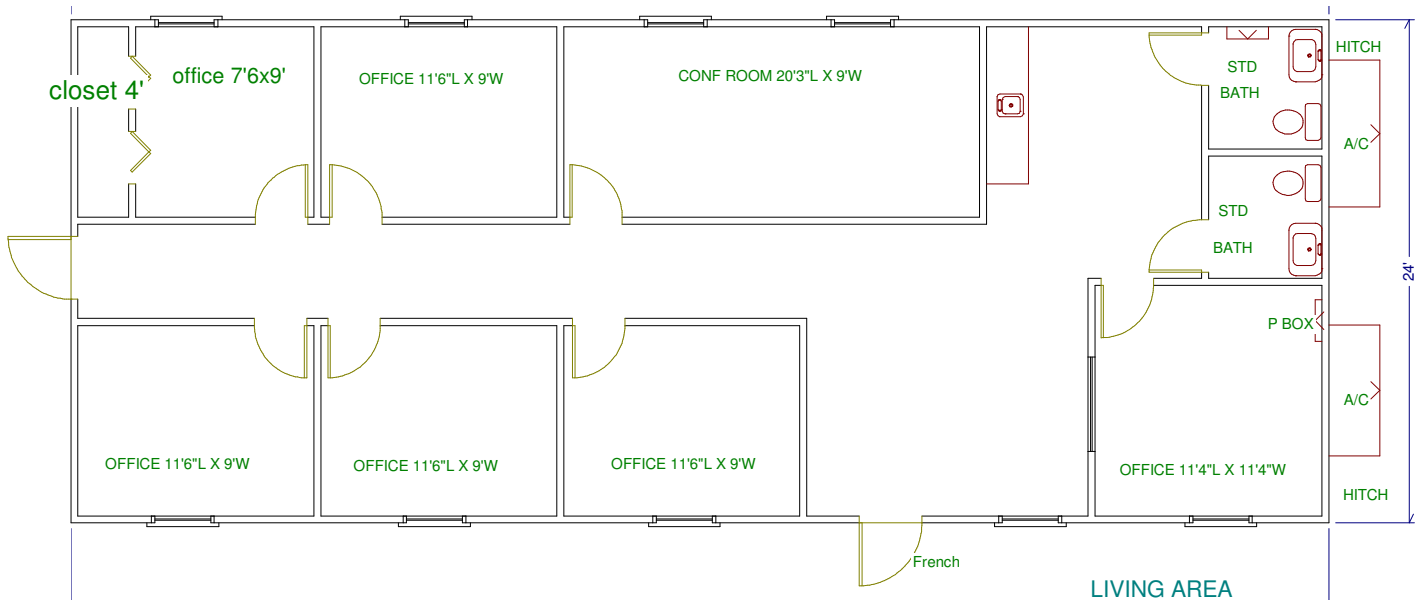 closet 4'
office 7'6x9'
OFFICE 11'6"L X 9'W
CONF ROOM 20'3"L X 9'W
STD
BATH
HITCH
A/C
STD
BATH
24'
P BOX
A/C
OFFICE 11'6"L X 9'W
OFFICE 11'6"L X 9'W
OFFICE 11'6"L X 9'W
OFFICE 11'4"L X 11'4"W
HITCH
French
LIVING AREA